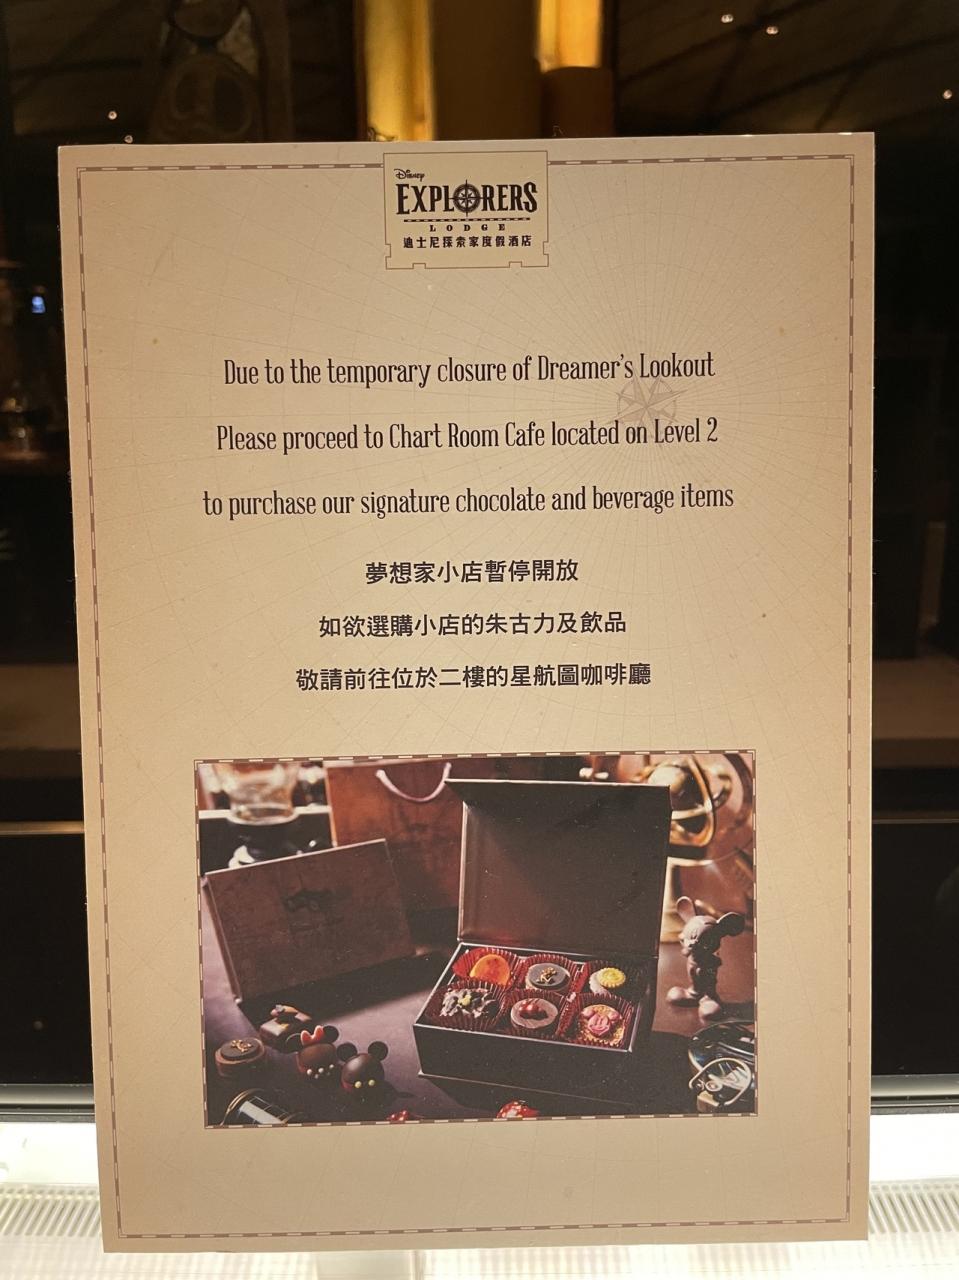 Disney
EXPLORERS
LODGE
迪士尼探索家度假酒店
Due to the temporary closure of Dreamer's Lookout
Please proceed to Chart Room Cafe located on Level 2
to purchase our signature chocolate and beverage items
夢想家小店暫停開放
如欲選購小店的朱古力及飲品
敬請前往位於二樓的星航圖咖啡廳